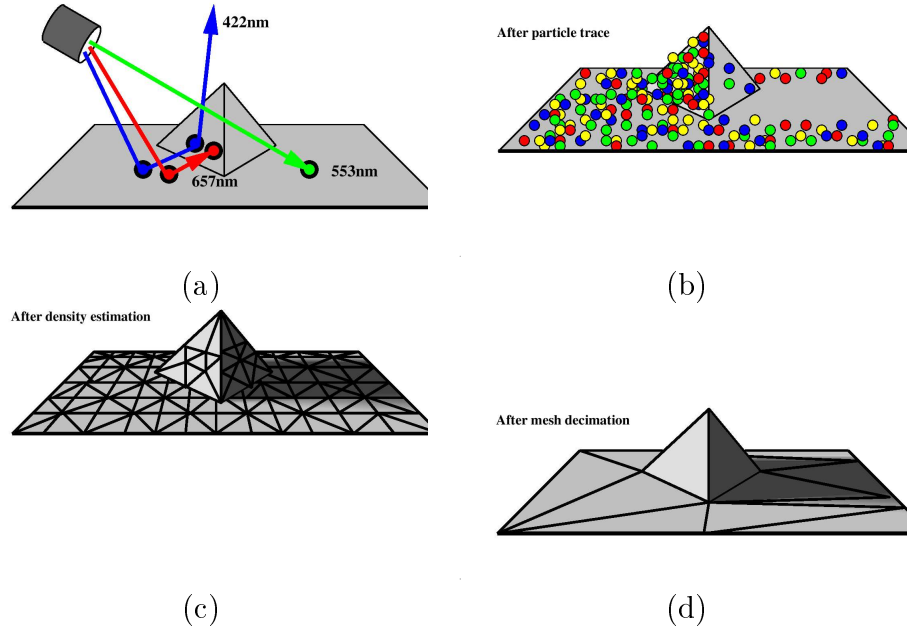 422nm
657nm
553nm
(a)
After particle trace
(b)
After density estimation
(c)
After mesh decimation
(d)